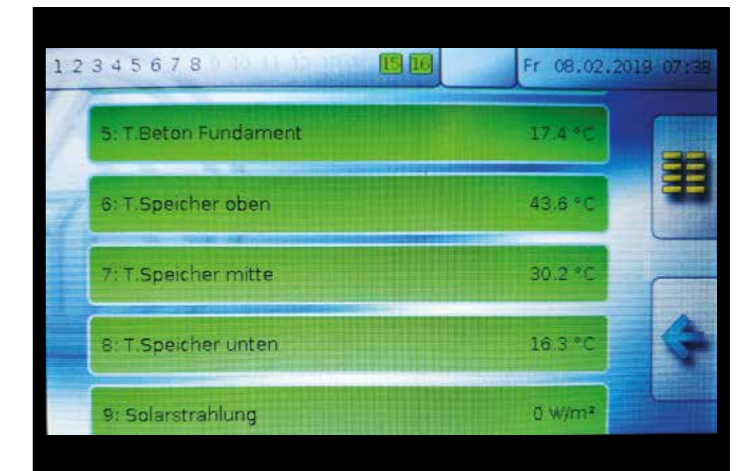 1 2 3 4 5 6 7 8 15 16 Fr 08.02.2019 07:38
5: T.Beton Fundament 17.4 °C
6: T.Speicher oben 43.6 °C
7: T.Speicher mitte 30.2 °C
8: T.Speicher unten 16.3 °C
9: Solarstrahlung 0 W/m²